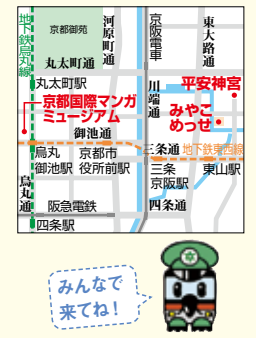 地下鉄烏丸線
京都御苑
河原町通
京阪電車
東大路通
丸太町通
丸太町駅
川端通
平安神宮
京都国際マンガ
ミュージアム
みやこ
めっせ
御池通
三条通
地下鉄東西線
烏丸
御池駅
京都市
役所前駅
三条
京阪駅
東山駅
烏丸通
阪急電鉄
四条通
四条駅
みんなで
来てね！